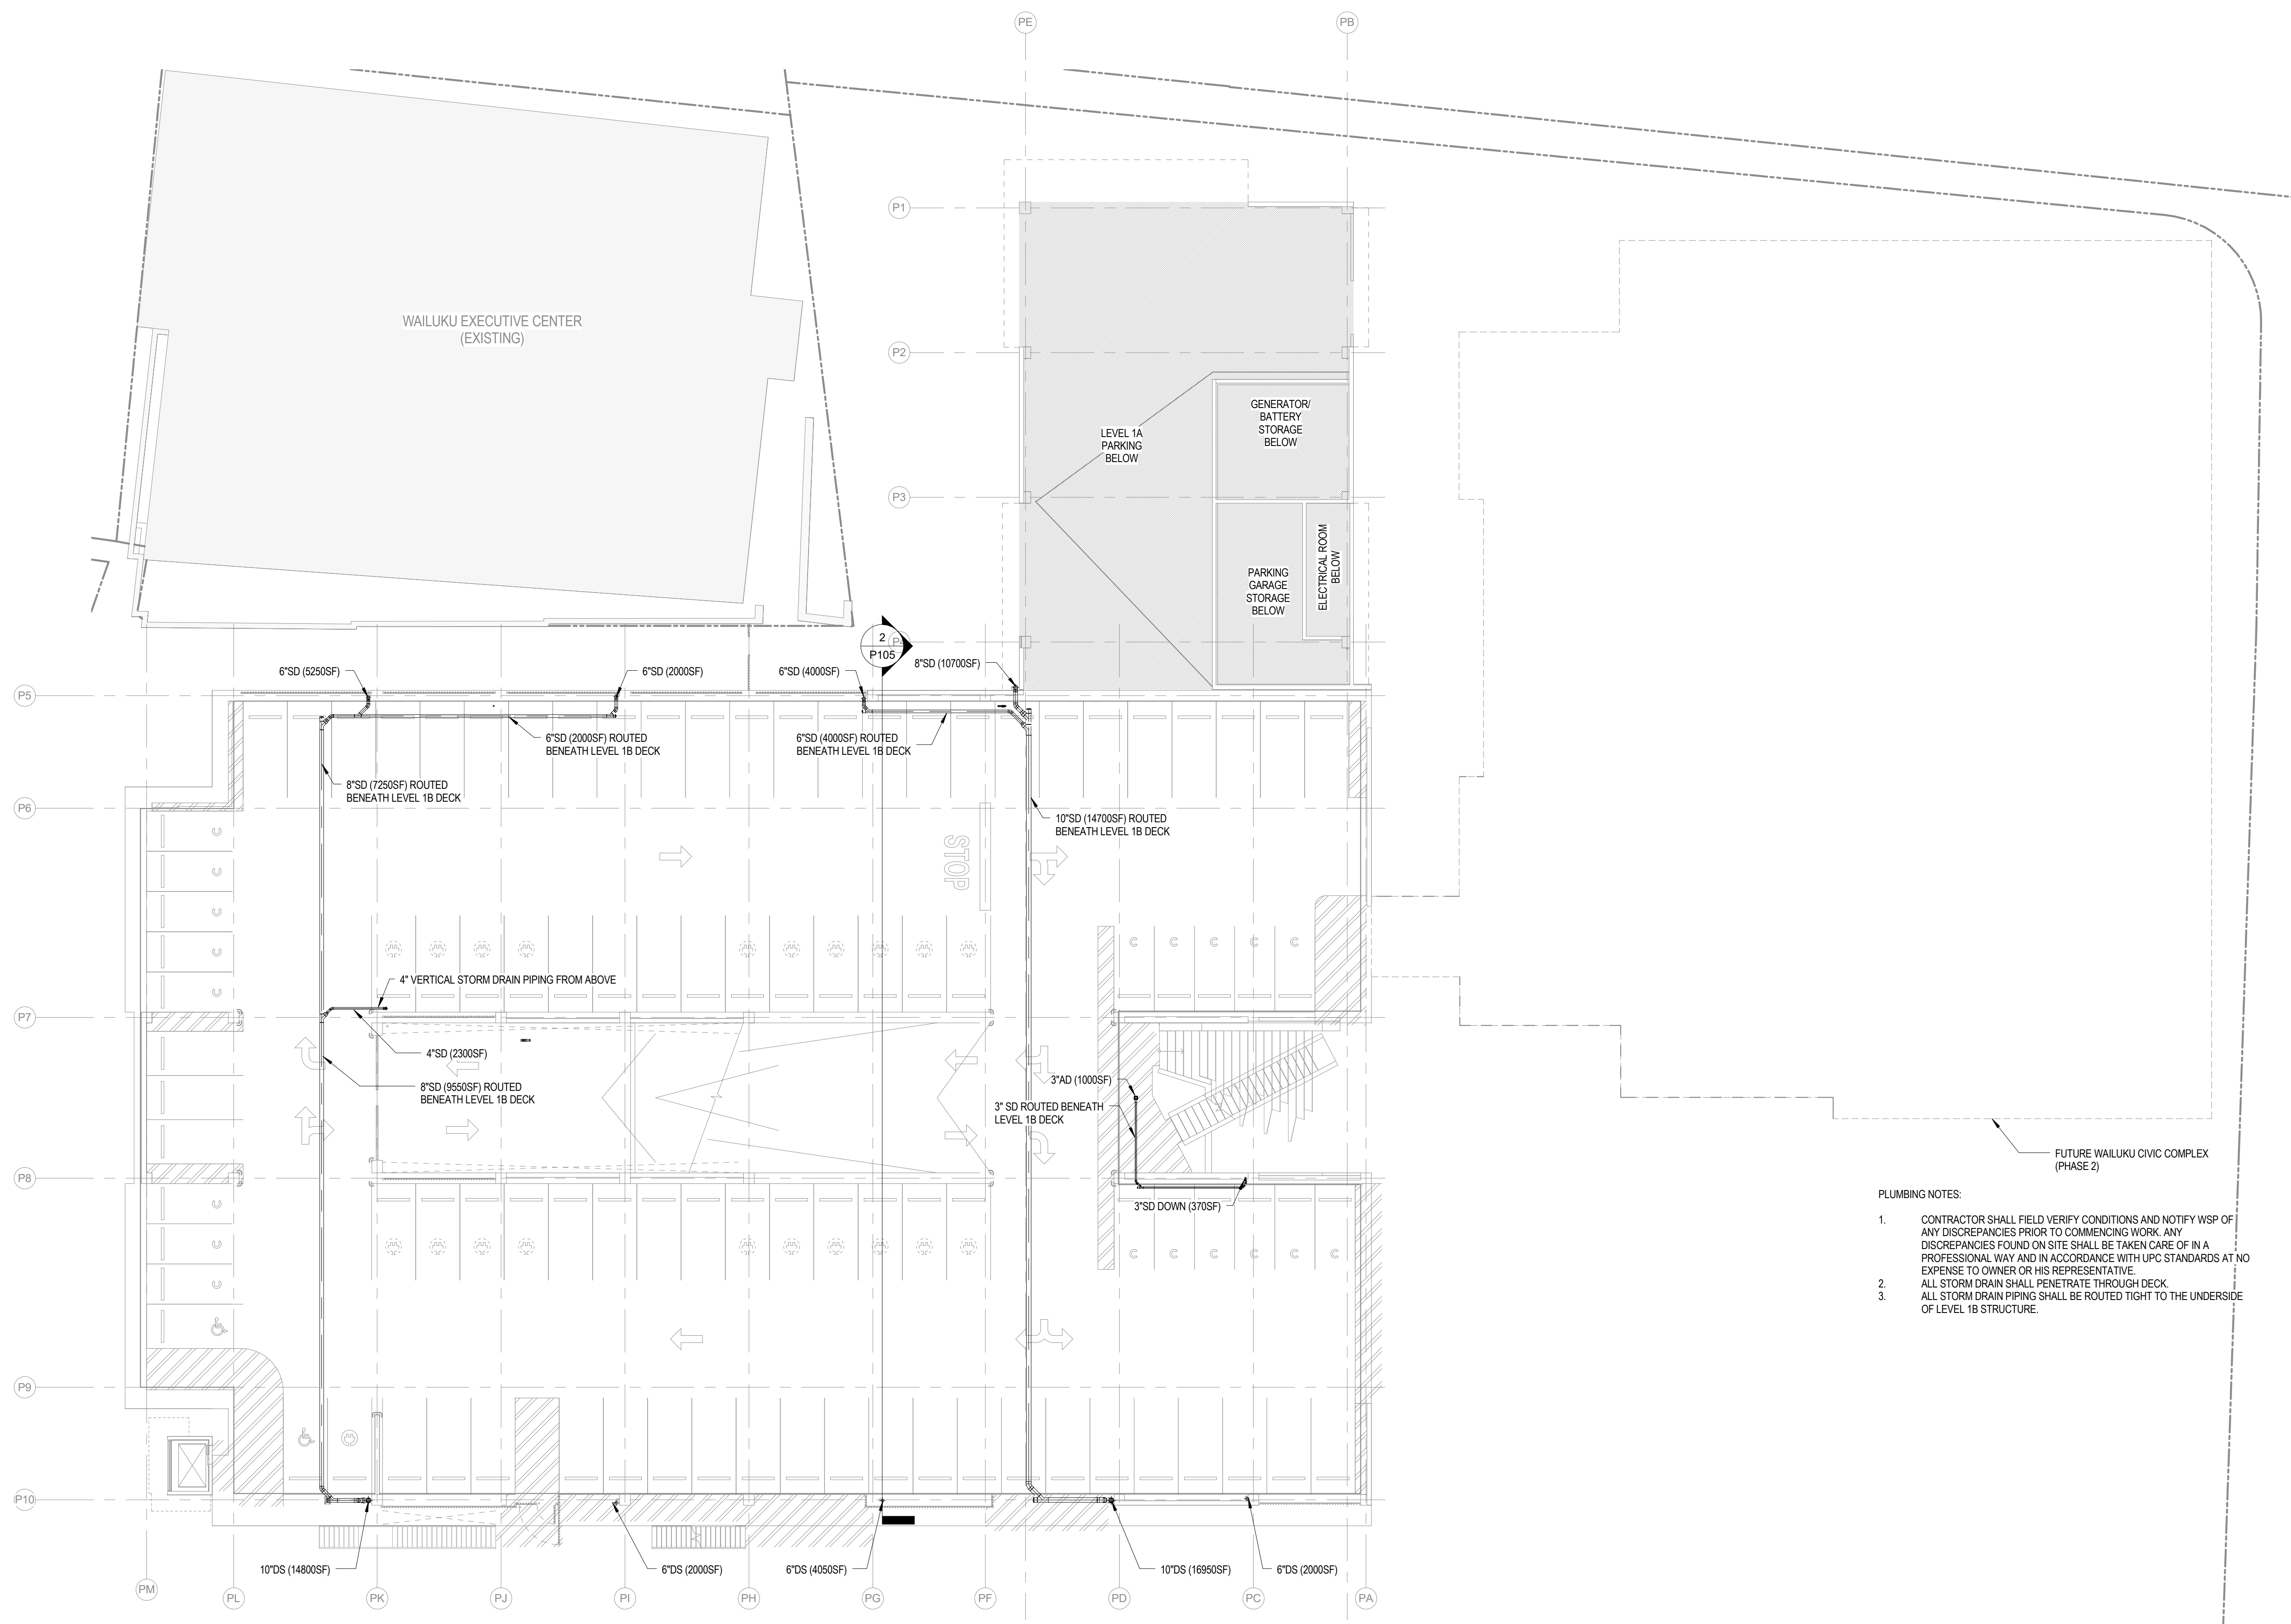 PE
PB
P1
WAILUKU EXECUTIVE CENTER
(EXISTING)
P2
GENERATOR/
BATTERY
STORAGE
BELOW
LEVEL 1A
PARKING
BELOW
P3
ELECTRICAL ROOM
BELOW
PARKING
GARAGE
STORAGE
BELOW
2
P105
P4
6"SD (5250SF)
6"SD (2000SF)
6"SD (4000SF)
8"SD (10700SF)
P5
6"SD (2000SF) ROUTED
BENEATH LEVEL 1B DECK
6"SD (4000SF) ROUTED
BENEATH LEVEL 1B DECK
8"SD (7250SF) ROUTED
BENEATH LEVEL 1B DECK
P6
10"SD (14700SF) ROUTED
BENEATH LEVEL 1B DECK
STOP
C
C
C
C
C
C
C
C
C
C
4" VERTICAL STORM DRAIN PIPING FROM ABOVE
P7
4"SD (2300SF)
8"SD (9550SF) ROUTED
BENEATH LEVEL 1B DECK
3"AD (1000SF)
3" SD ROUTED BENEATH
LEVEL 1B DECK
P8
3"SD DOWN (370SF)
C
C
C
C
C
C
C
C
C
FUTURE WAILUKU CIVIC COMPLEX
(PHASE 2)
PLUMBING NOTES:
1. CONTRACTOR SHALL FIELD VERIFY CONDITIONS AND NOTIFY WSP OF
ANY DISCREPANCIES PRIOR TO COMMENCING WORK. ANY
DISCREPANCIES FOUND ON SITE SHALL BE TAKEN CARE OF IN A
PROFESSIONAL WAY AND IN ACCORDANCE WITH UPC STANDARDS AT NO
EXPENSE TO OWNER OR HIS REPRESENTATIVE.
2. ALL STORM DRAIN SHALL PENETRATE THROUGH DECK.
3. ALL STORM DRAIN PIPING SHALL BE ROUTED TIGHT TO THE UNDERSIDE
OF LEVEL 1B STRUCTURE.
P9
P10
10"DS (14800SF)
6"DS (2000SF)
6"DS (4050SF)
10"DS (16950SF)
6"DS (2000SF)
PM
PL
PK
PJ
PI
PH
PG
PF
PD
PC
PA